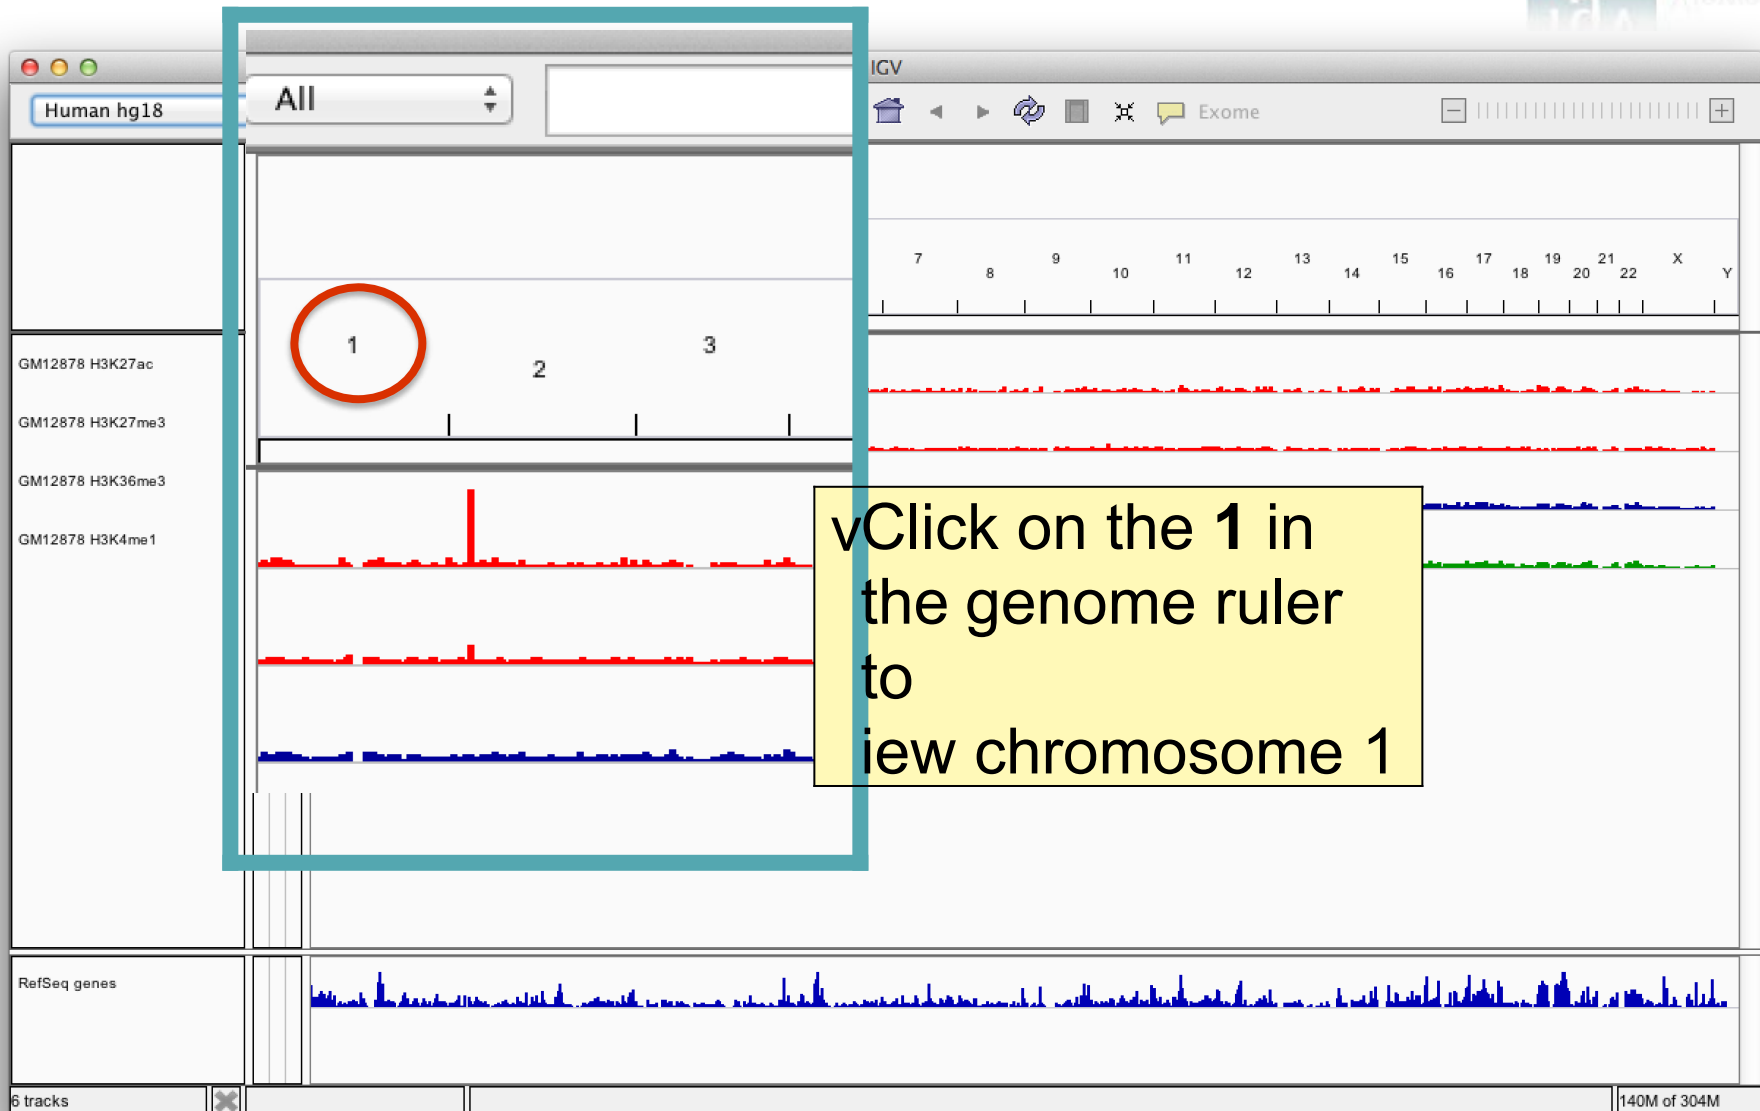 IGV
Human hg18
All
Exome
1
2
3
7
8
9
10
11
12
13
14
15
16
17
18
19
20
21
22
X
Y
GM12878 H3K27ac
GM12878 H3K27me3
GM12878 H3K36me3
GM12878 H3K4me1
vClick on the 1 in
the genome ruler
to
iew chromosome 1
RefSeq genes
6 tracks
140M of 304M